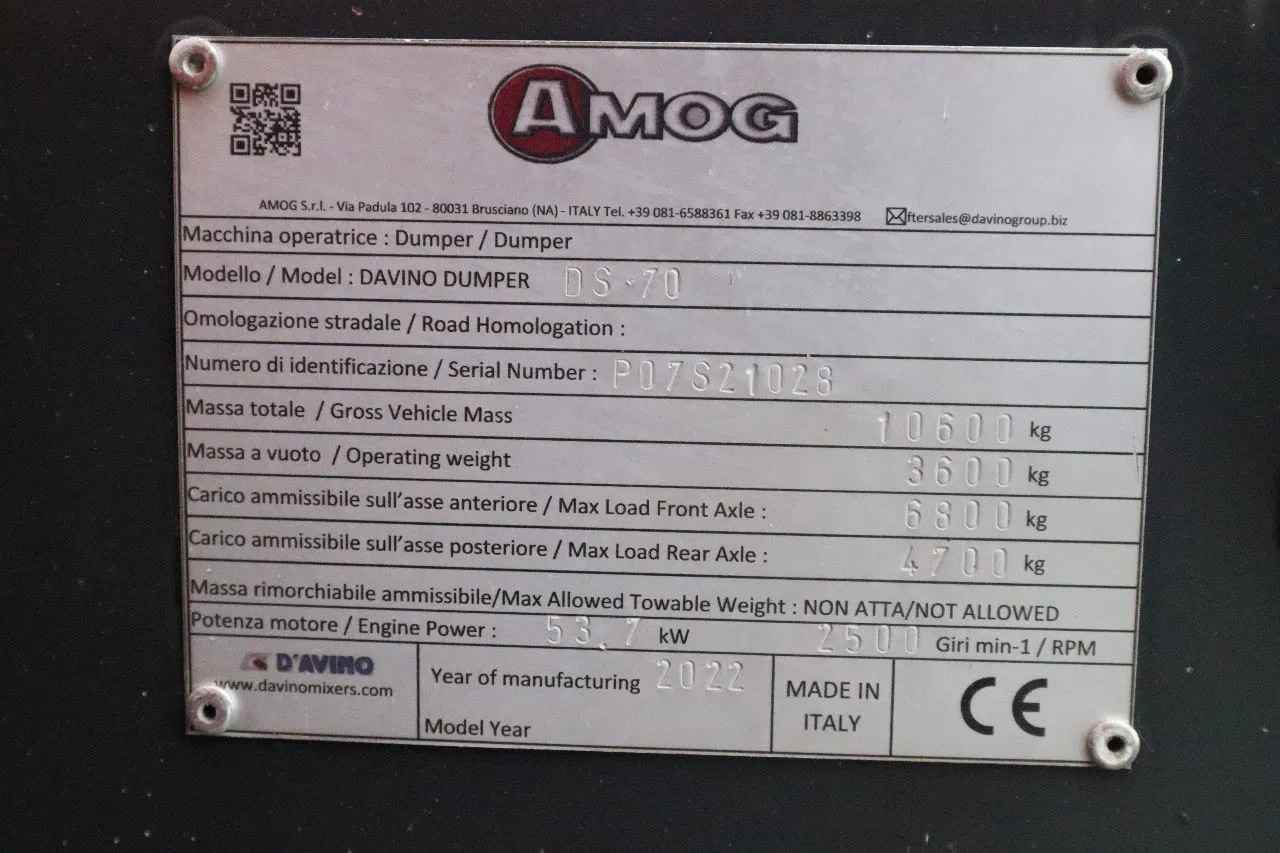 AMOG
AMOG S.r.l. - Via Padula 102 - 80031 Brusciano (NA) - ITALY Tel. +39 081-6588361 Fax +39 081-8863398 ftersales@davinogroup.biz
Macchina operatrice : Dumper / Dumper
Modello / Model : DAVINO DUMPER DS-70
Omologazione stradale / Road Homologation :
Numero di identificazione / Serial Number : P07S21028
Massa totale / Gross Vehicle Mass 10600 kg
Massa a vuoto / Operating weight 3600 kg
Carico ammissibile sull'asse anteriore / Max Load Front Axle : 6800 kg
Carico ammissibile sull'asse posteriore / Max Load Rear Axle : 4700 kg
Massa rimorchiabile ammissibile/Max Allowed Towable Weight : NON ATTA/NOT ALLOWED
Potenza motore / Engine Power : 53,7 kW 2500 Giri min-1 / RPM
D'AVINO
www.davinomixers.com
Year of manufacturing 2022
Model Year
MADE IN
ITALY
CE